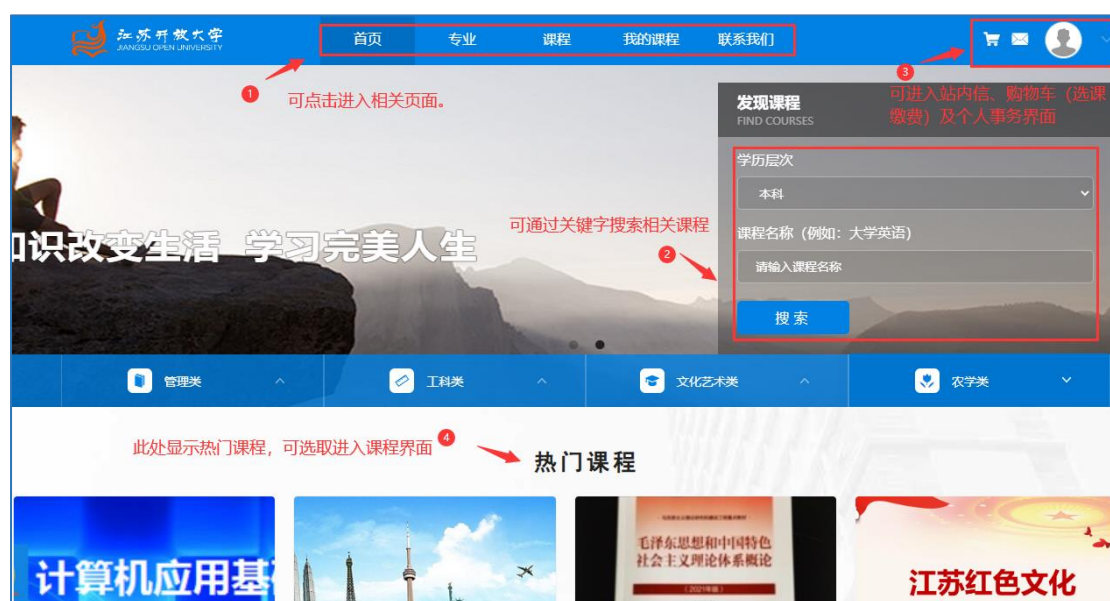 江苏开放大学
JIANGSU OPEN UNIVERSITY
首页 专业 课程 我的课程 联系我们
1
可点击进入相关页面。
3
可进入站内信、购物车（选课
缴费）及个人事务界面
发现课程
FIND COURSES
学历层次
本科
可通过关键字搜索相关课程
2
课程名称（例如：大学英语）
请输入课程名称
搜 索
识改变生活 学习完美人生
管理类 工科类 文化艺术类 农学类
此处显示热门课程，可选取进入课程界面
4
热门课程
计算机应用基
毛泽东思想和中国特色
社会主义理论体系概论
（2021年版）
江苏红色文化